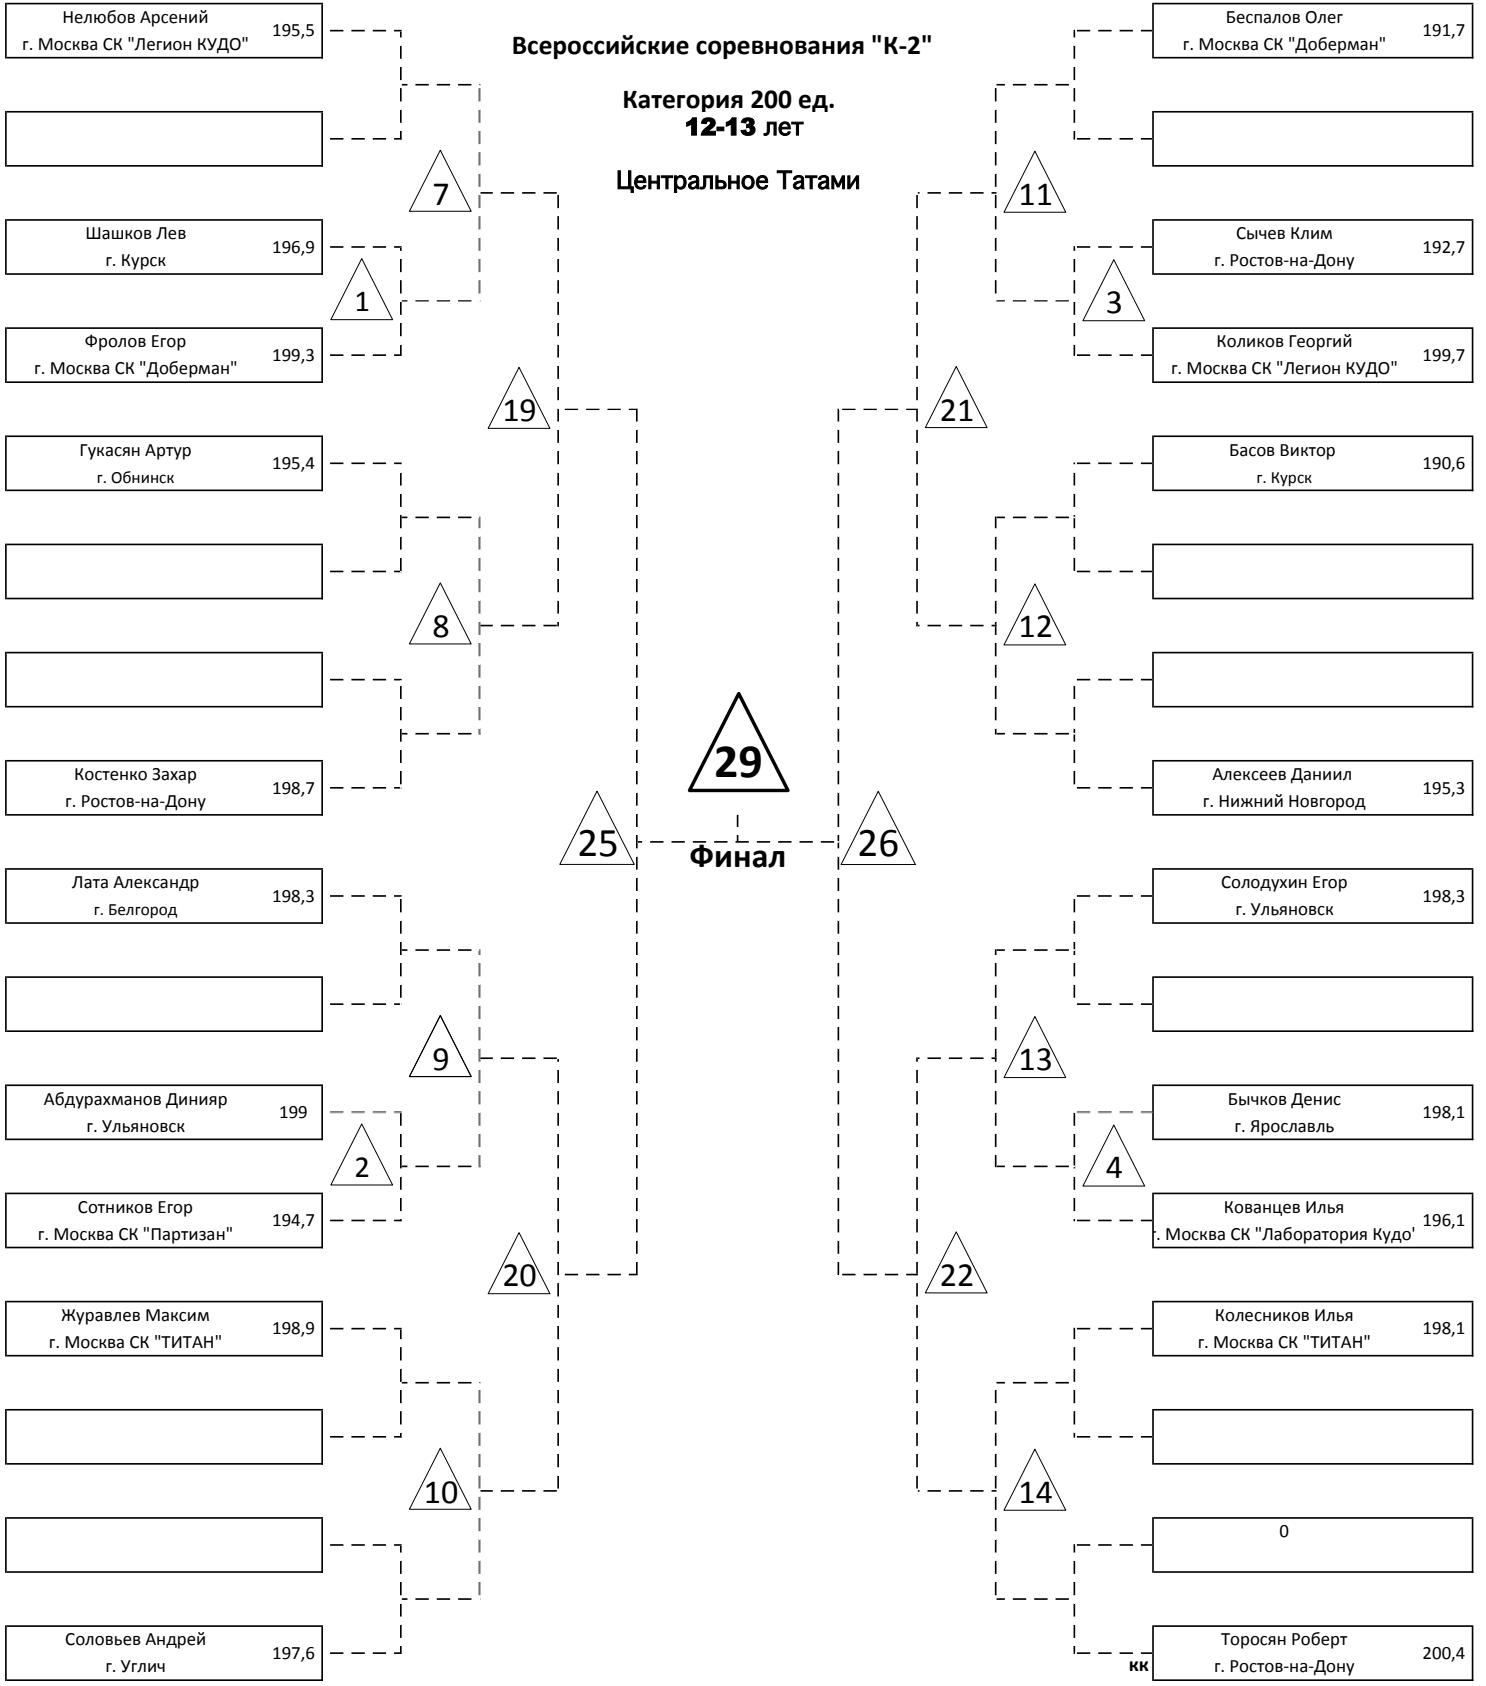 Всероссийские соревнования "К-2"
Категория 200 ед.
12-13 лет
Центральное Татами
Нелюбов Арсений
г. Москва СК "Легион КУДО"
195,5
7
Шашков Лев
г. Курск
196,9
1
Фролов Егор
г. Москва СК "Доберман"
199,3
19
Гукасян Артур
г. Обнинск
195,4
8
Костенко Захар
г. Ростов-на-Дону
198,7
25
Лата Александр
г. Белгород
198,3
9
Абдурахманов Динияр
г. Ульяновск
199
2
Сотников Егор
г. Москва СК "Партизан"
194,7
20
Журавлев Максим
г. Москва СК "ТИТАН"
198,9
10
Соловьев Андрей
г. Углич
197,6
29
Финал
Беспалов Олег
г. Москва СК "Доберман"
191,7
11
Сычев Клим
г. Ростов-на-Дону
192,7
3
Коликов Георгий
г. Москва СК "Легион КУДО"
199,7
21
Басов Виктор
г. Курск
190,6
12
Алексеев Даниил
г. Нижний Новгород
195,3
26
Солодухин Егор
г. Ульяновск
198,3
13
Бычков Денис
г. Ярославль
198,1
4
Кованцев Илья
г. Москва СК "Лаборатория Кудо'
196,1
22
Колесников Илья
г. Москва СК "ТИТАН"
198,1
14
0
Торосян Роберт
г. Ростов-на-Дону
200,4
кк